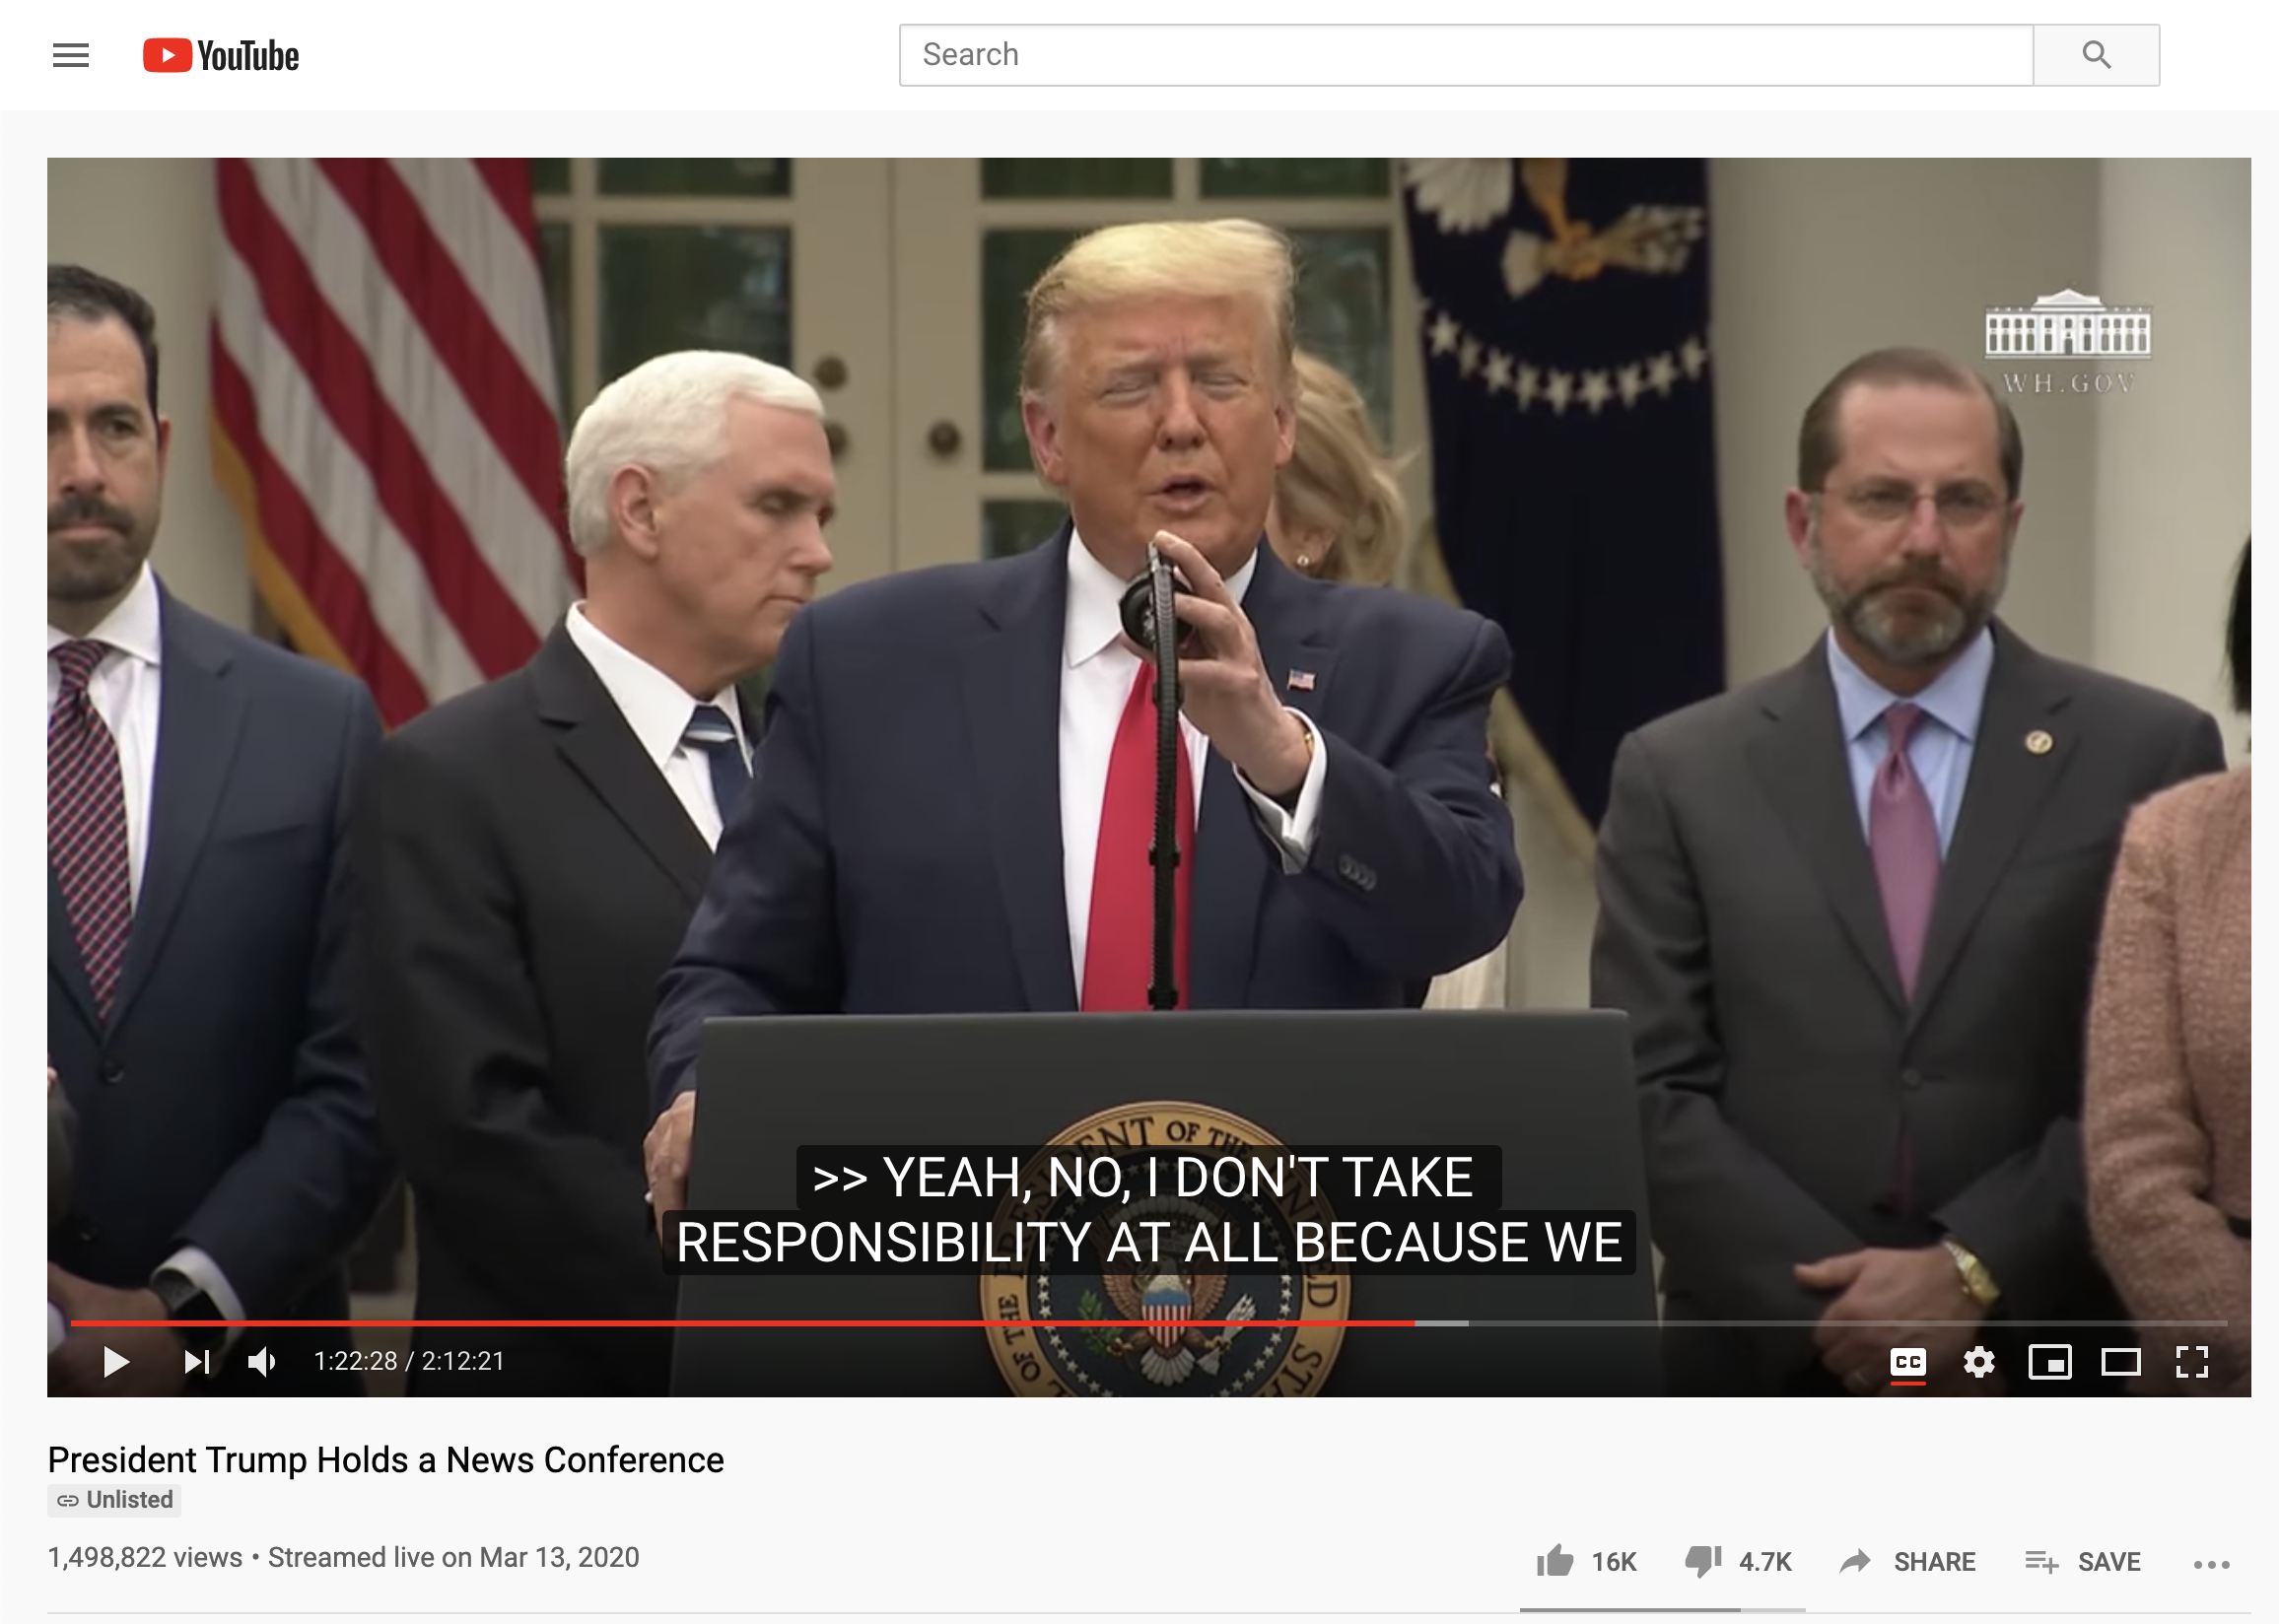 YouTube
Search
WH.GOV
>> YEAH, NO, I DON'T TAKE
RESPONSIBILITY AT ALL BECAUSE WE
OF THE
1:22:28 / 2:12:21
CC
President Trump Holds a News Conference
Unlisted
1,498,822 views • Streamed live on Mar 13, 2020
16K
4.7K
SHARE
SAVE